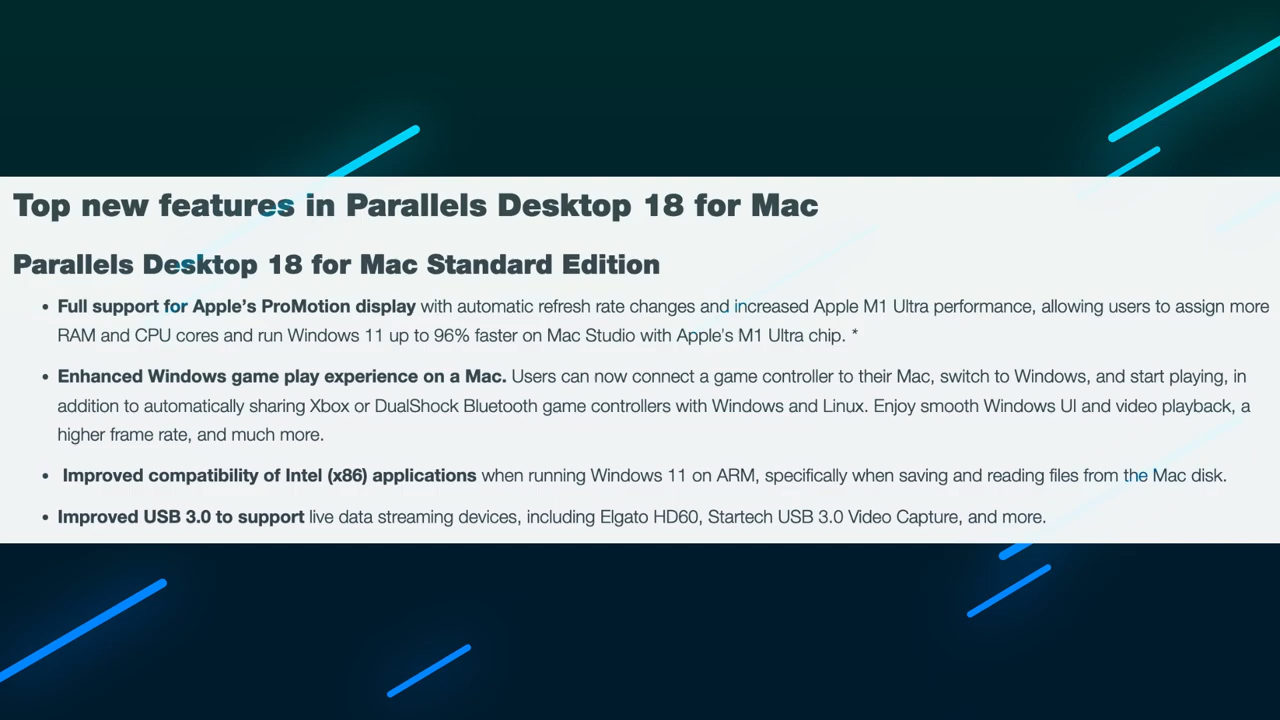 Top new features in Parallels Desktop 18 for Mac
Parallels Desktop 18 for Mac Standard Edition
• Full support for Apple’s ProMotion display with automatic refresh rate changes and increased Apple M1 Ultra performance, allowing users to assign more
RAM and CPU cores and run Windows 11 up to 96% faster on Mac Studio with Apple's M1 Ultra chip. *
• Enhanced Windows game play experience on a Mac. Users can now connect a game controller to their Mac, switch to Windows, and start playing, in
addition to automatically sharing Xbox or DualShock Bluetooth game controllers with Windows and Linux. Enjoy smooth Windows UI and video playback, a
higher frame rate, and much more.
• Improved compatibility of Intel (x86) applications when running Windows 11 on ARM, specifically when saving and reading files from the Mac disk.
• Improved USB 3.0 to support live data streaming devices, including Elgato HD60, Startech USB 3.0 Video Capture, and more.